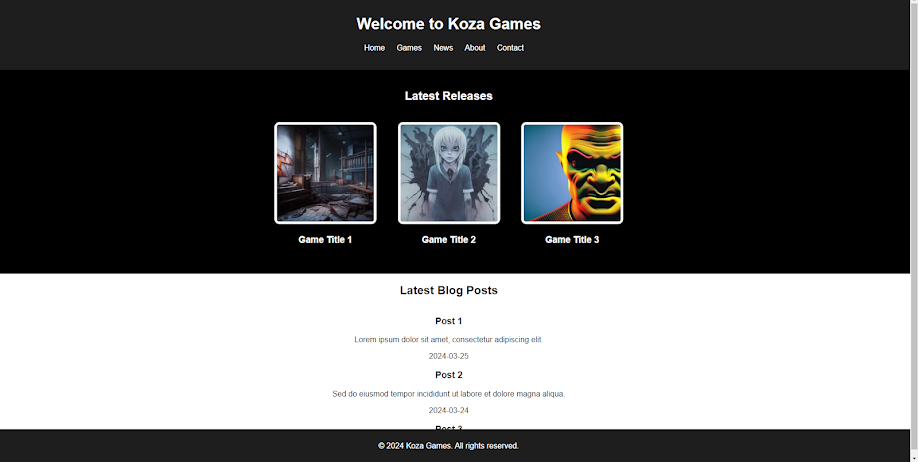 Welcome to Koza Games
Home Games News About Contact
Latest Releases
Game Title 1 Game Title 2 Game Title 3
Latest Blog Posts
Post 1
Lorem ipsum dolor sit amet, consectetur adipiscing elit.
2024-03-25
Post 2
Sed do eiusmod tempor incididunt ut labore et dolore magna aliqua.
2024-03-24
Post 3
© 2024 Koza Games. All rights reserved.